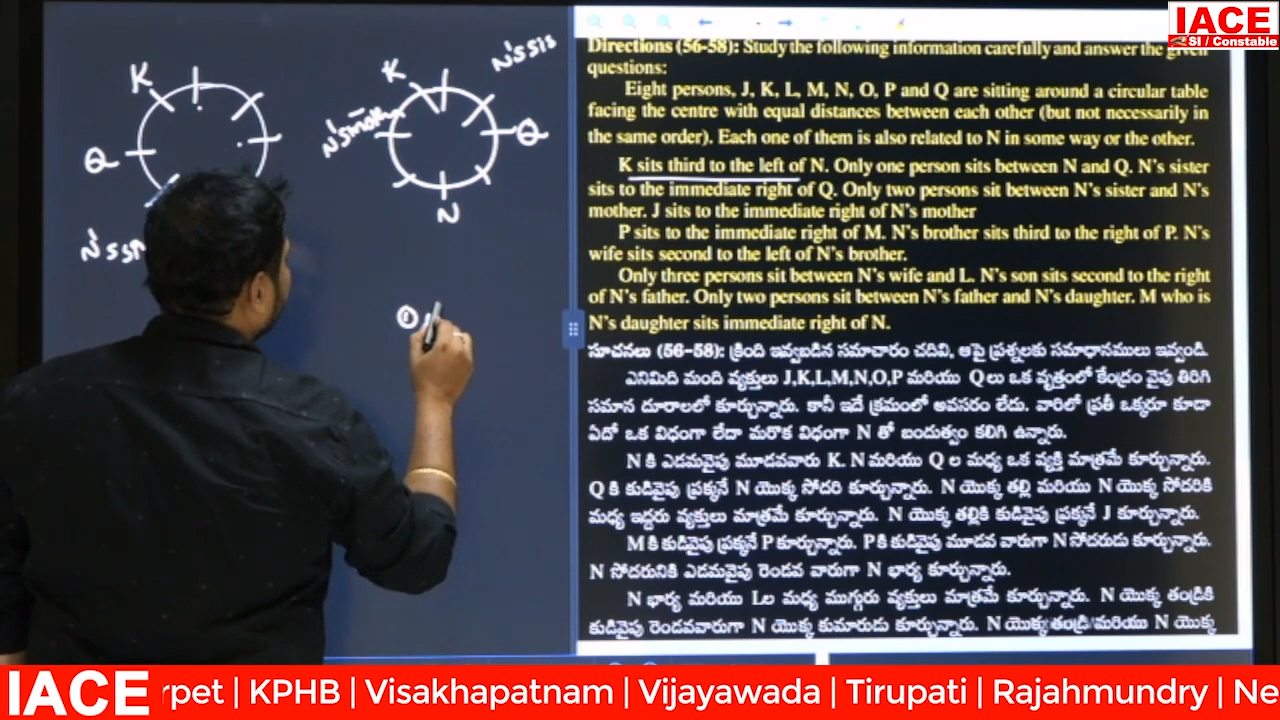 IACE
SI / Constable
K
K
N's sis
N's mom
Q
Q
N
N's
Directions (56-58): Study the following information carefully and answer the given
questions:
Eight persons, J, K, L, M, N, O, P and Q are sitting around a circular table
facing the centre with equal distances between each other (but not necessarily in
the same order). Each one of them is also related to N in some way or the other.
K sits third to the left of N. Only one person sits between N and Q. N's sister
sits to the immediate right of Q. Only two persons sit between N's sister and N's
mother. J sits to the immediate right of N's mother
P sits to the immediate right of M. N's brother sits third to the right of P. N's
wife sits second to the left of N's brother.
Only three persons sit between N's wife and L. N's son sits second to the right
of N's father. Only two persons sit between N's father and N's daughter. M who is
N's daughter sits immediate right of N.
సూచనలు (56-58): క్రింది ఇవ్వబడిన సమాచారం చదివి, ఆపై ప్రశ్నలకు సమాధానములు ఇవ్వండి.
ఎనిమిది మంది వ్యక్తులు J,K,L,M,N,O,P మరియు Q లు ఒక వృత్తంలో కేంద్రం వైపు తిరిగి
సమాన దూరాలలో కూర్చున్నారు. కానీ ఇదే క్రమంలో అవసరం లేదు. వారిలో ప్రతీ ఒక్కరూ కూడా
ఏదో ఒక విధంగా లేదా మరొక విధంగా N తో బందుత్వం కలిగి ఉన్నారు.
N కి ఎడమవైపు మూడవవారు K. N మరియు Q ల మధ్య ఒక వ్యక్తి మాత్రమే కూర్చున్నారు.
Q కి కుడివైపు ప్రక్కనే N యొక్క సోదరి కూర్చున్నారు. N యొక్క తల్లి మరియు N యొక్క సోదరికి
మధ్య ఇద్దరు వ్యక్తులు మాత్రమే కూర్చున్నారు. N యొక్క తల్లికి కుడివైపు ప్రక్కనే J కూర్చున్నారు.
M కి కుడివైపు ప్రక్కనే P కూర్చున్నారు. P కి కుడివైపు మూడవ వారుగా N సోదరుడు కూర్చున్నారు.
N సోదరునికి ఎడమవైపు రెండవ వారుగా N భార్య కూర్చున్నారు.
N భార్య మరియు L ల మధ్య ముగ్గురు వ్యక్తులు మాత్రమే కూర్చున్నారు. N యొక్క తండ్రికి
కుడివైపు రెండవవారుగా N యొక్క కుమారుడు కూర్చున్నారు. N యొక్క తండ్రి మరియు N యొక్క
IACE rpet | KPHB | Visakhapatnam | Vijayawada | Tirupati | Rajahmundry | Ne